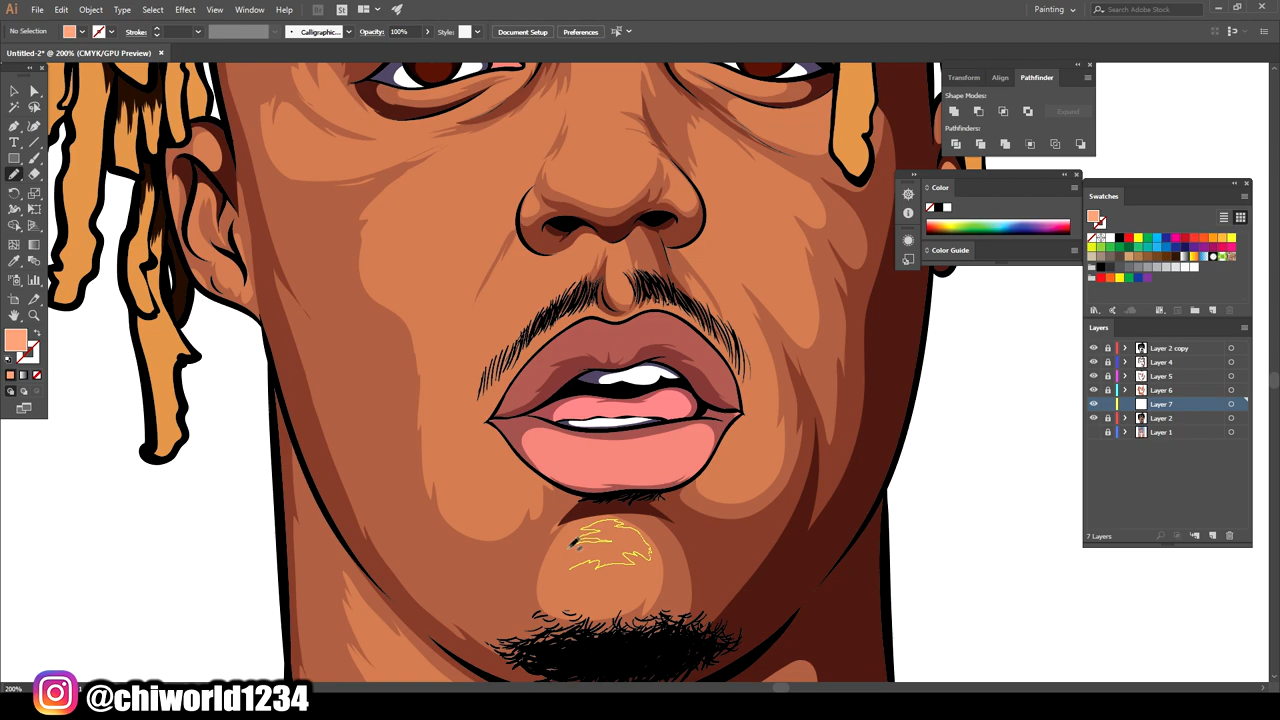 Ai File Edit Object Type Select Effect View Window Help Br St Painting Search Adobe Stock
No Selection Stroke: Calligraphic... Opacity: 100% Style: Document Setup Preferences
Untitled-2* @ 200% (CMYK/GPU Preview)
Transform Align Pathfinder
Shape Modes:
Expand
Pathfinders:
Color
Color Guide
Swatches
Layers
Layer 2 copy
Layer 4
Layer 5
Layer 6
Layer 7
Layer 2
Layer 1
7 Layers
200%
@chiworld1234